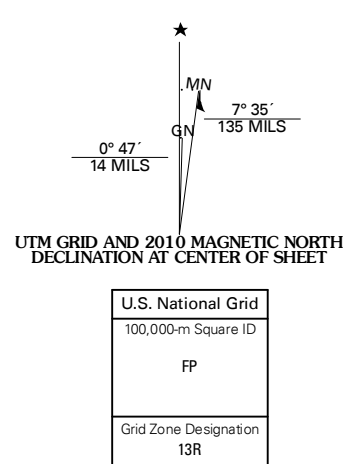 ★
MN
7° 35´
135 MILS
GN
0° 47´
14 MILS
UTM GRID AND 2010 MAGNETIC NORTH
DECLINATION AT CENTER OF SHEET
U.S. National Grid
100,000-m Square ID
FP
Grid Zone Designation
13R